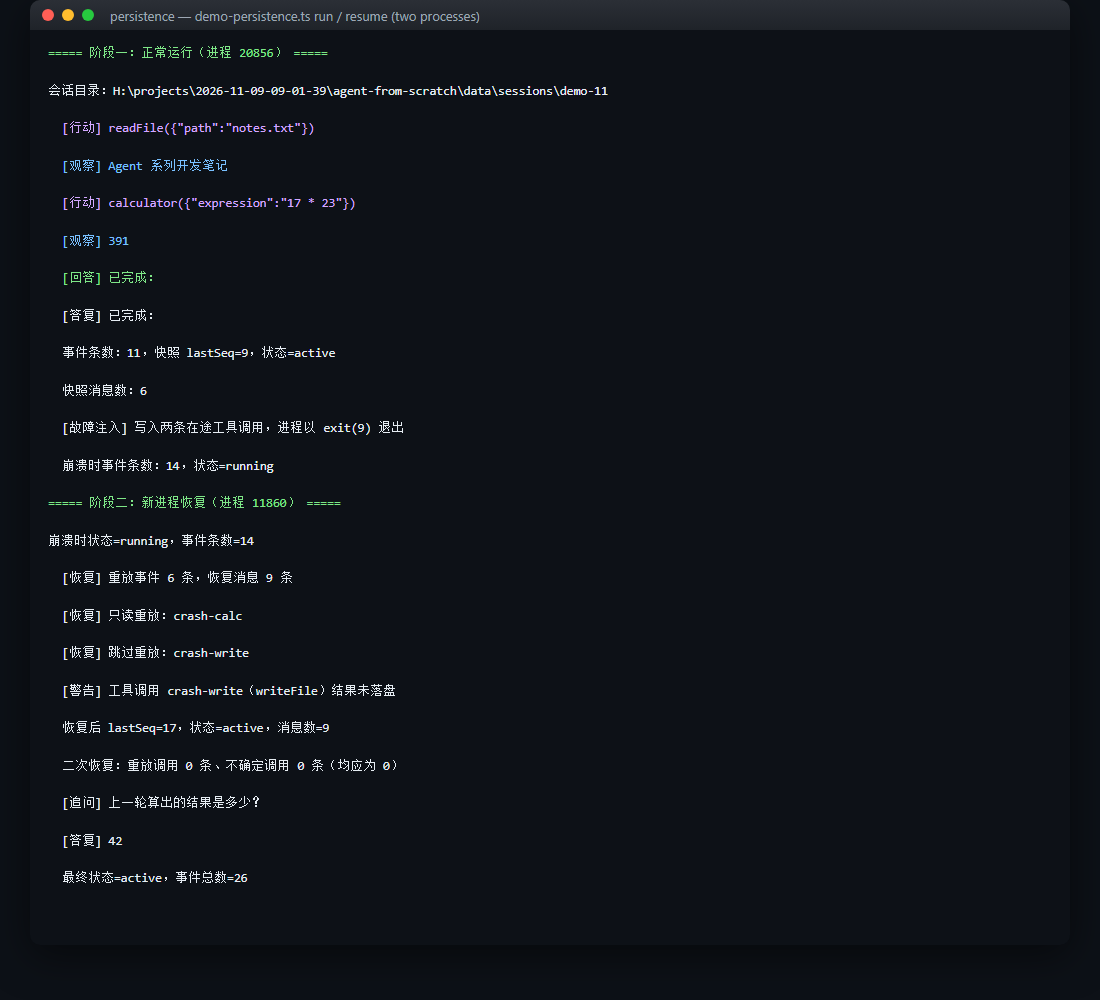 persistence — demo-persistence.ts run / resume (two processes)
===== 阶段一：正常运行（进程 20856） =====
会话目录：H:\projects\2026-11-09-09-01-39\agent-from-scratch\data\sessions\demo-11
[行动] readFile({"path":"notes.txt"})
[观察] Agent 系列开发笔记
[行动] calculator({"expression":"17 * 23"})
[观察] 391
[回答] 已完成：
[答复] 已完成：
事件条数：11，快照 lastSeq=9，状态=active
快照消息数：6
[故障注入] 写入两条在途工具调用，进程以 exit(9) 退出
崩溃时事件条数：14，状态=running
===== 阶段二：新进程恢复（进程 11860） =====
崩溃时状态=running，事件条数=14
[恢复] 重放事件 6 条，恢复消息 9 条
[恢复] 只读重放：crash-calc
[恢复] 跳过重放：crash-write
[警告] 工具调用 crash-write（writeFile）结果未落盘
恢复后 lastSeq=17，状态=active，消息数=9
二次恢复：重放调用 0 条、不确定调用 0 条（均应为 0）
[追问] 上一轮算出的结果是多少？
[答复] 42
最终状态=active，事件总数=26